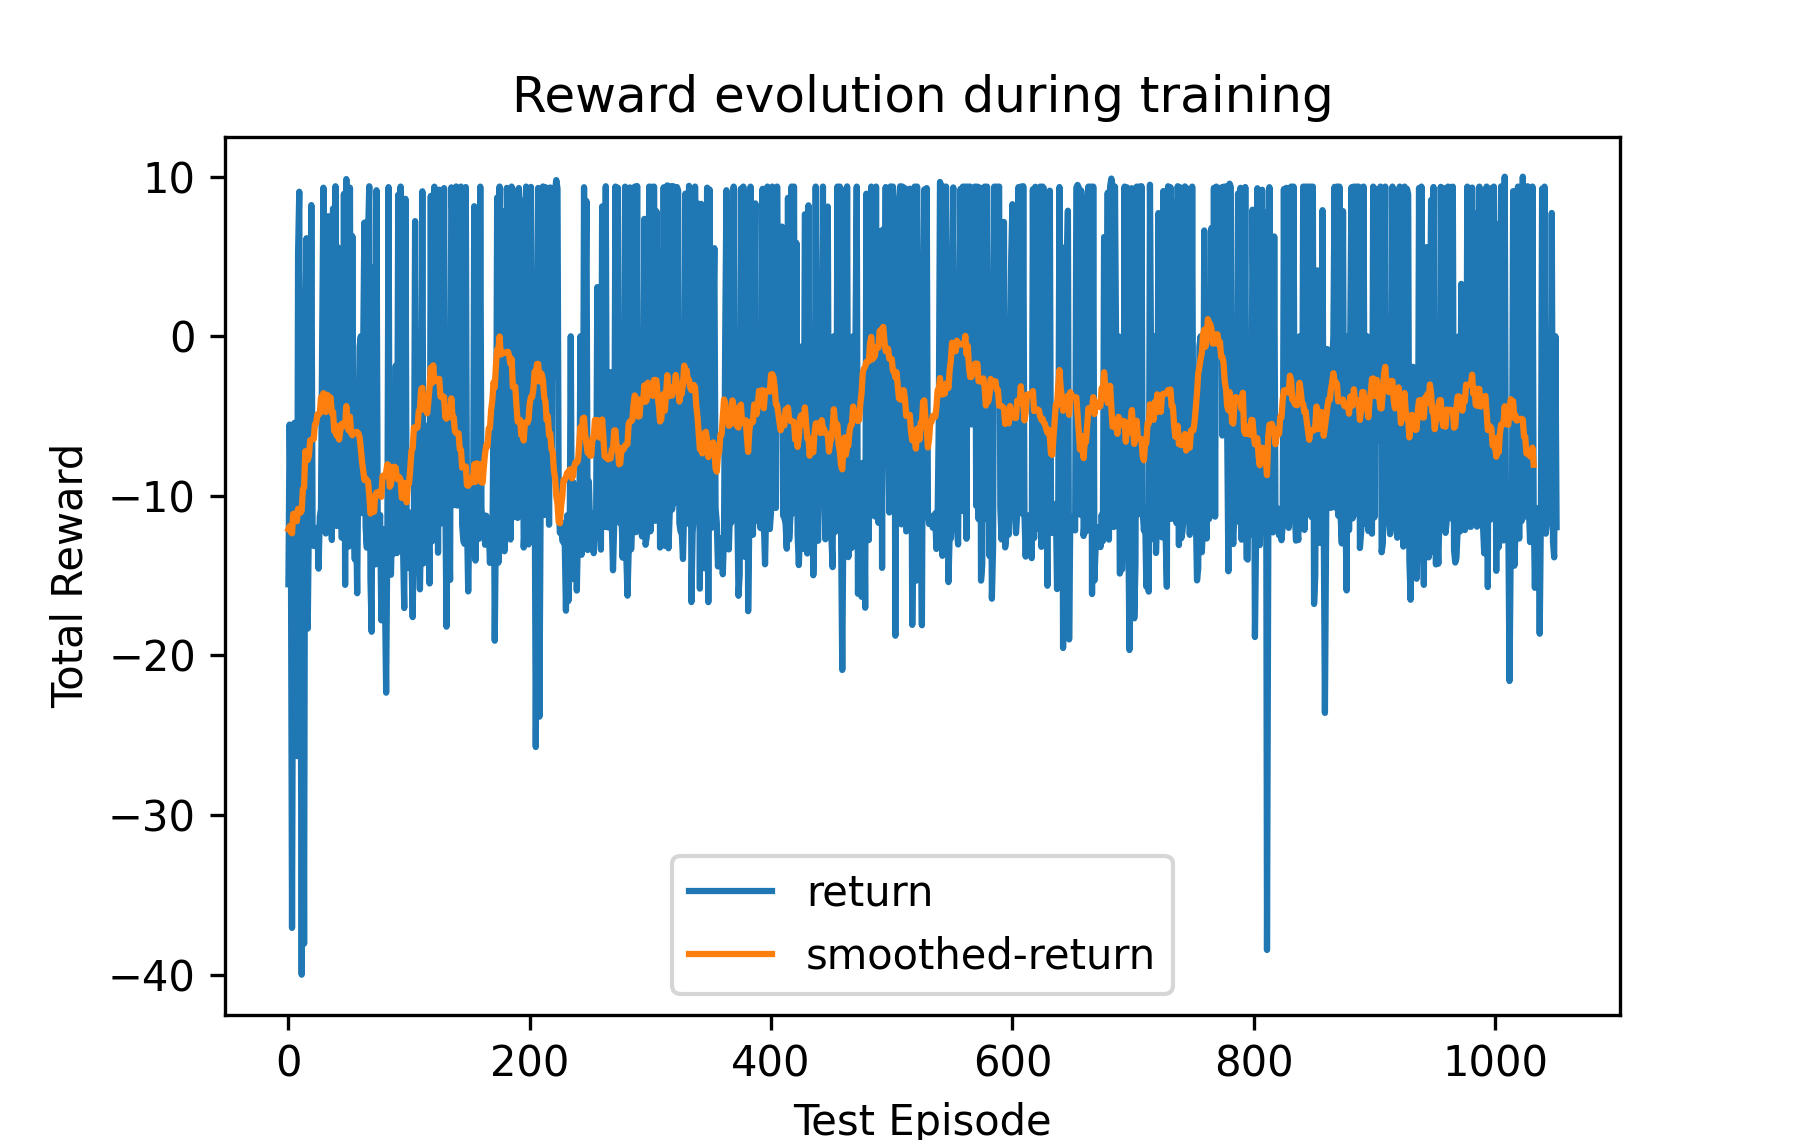 Reward evolution during training
Total Reward
10
0
−10
−20
−30
−40
return
smoothed-return
0 200 400 600 800 1000
Test Episode